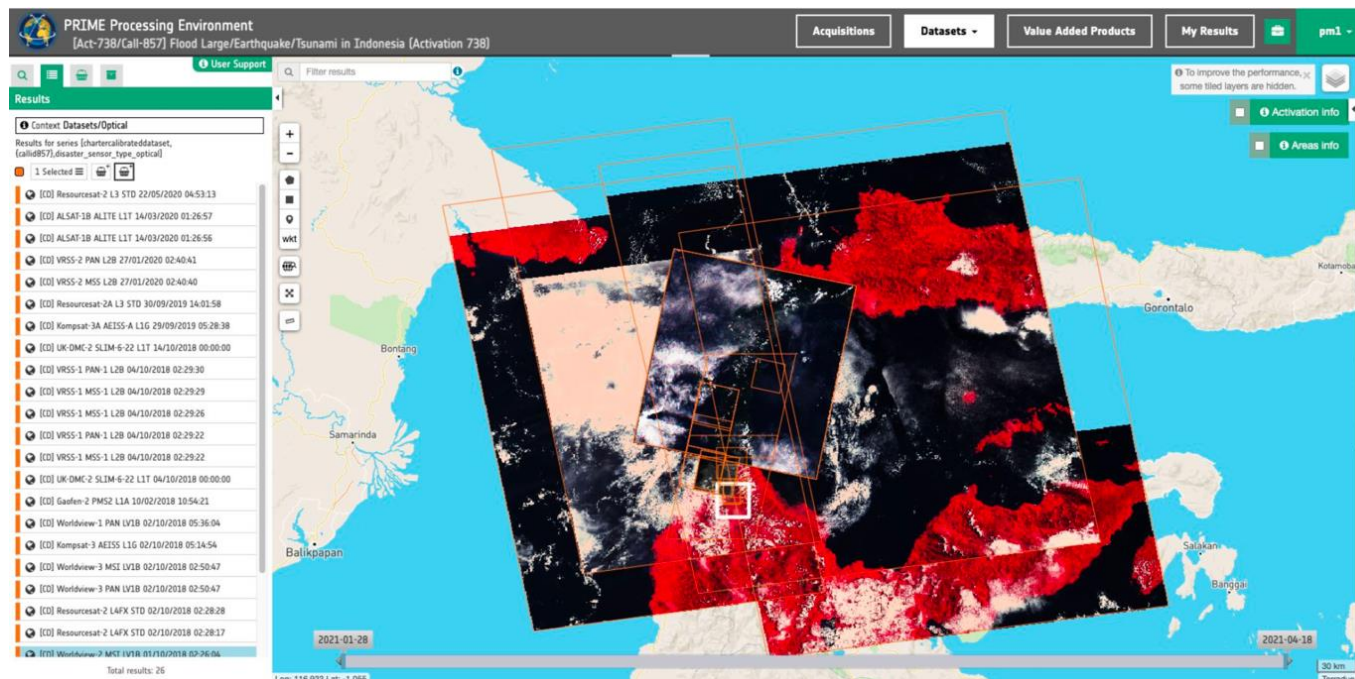 PRIME Processing Environment
[Act-738/Call-857] Flood Large/Earthquake/Tsunami in Indonesia [Activation 738]
Acquisitions
Datasets
Value Added Products
My Results
pm1
User Support
Results
Context Datasets/Optical
Results for series [chartercalibrateddataset,
{callid857},disaster_sensor_type_optical]
1 Selected
[CD] Resourcesat-2 L3 STD 22/05/2020 04:53:13
[CD] ALSAT-1B ALITE L1T 14/03/2020 01:26:57
[CD] ALSAT-1B ALITE L1T 14/03/2020 01:26:56
[CD] VRSS-2 PAN L2B 27/01/2020 02:40:41
[CD] VRSS-2 MSS L2B 27/01/2020 02:40:40
[CD] Resourcesat-2A L3 STD 30/09/2019 14:01:58
[CD] Kompsat-3A AEISS-A L1G 29/09/2019 05:28:38
[CD] UK-DMC-2 SLIM-6-22 L1T 14/10/2018 00:00:00
[CD] VRSS-1 PAN-1 L2B 04/10/2018 02:29:30
[CD] VRSS-1 MSS-1 L2B 04/10/2018 02:29:29
[CD] VRSS-1 MSS-1 L2B 04/10/2018 02:29:26
[CD] VRSS-1 PAN-1 L2B 04/10/2018 02:29:22
[CD] VRSS-1 MSS-1 L2B 04/10/2018 02:29:22
[CD] UK-DMC-2 SLIM-6-22 L1T 04/10/2018 00:00:00
[CD] Gaofen-2 PMS2 L1A 10/02/2018 10:54:21
[CD] Worldview-1 PAN LV1B 02/10/2018 05:36:04
[CD] Kompsat-3 AEISS L1G 02/10/2018 05:14:54
[CD] Worldview-3 MSI LV1B 02/10/2018 02:50:47
[CD] Worldview-3 PAN LV1B 02/10/2018 02:50:47
[CD] Resourcesat-2 L4FX STD 02/10/2018 02:28:28
[CD] Resourcesat-2 L4FX STD 02/10/2018 02:28:17
[CD] Worldview-2 MSI LV1B 01/10/2018 02:26:04
Total results: 26
Filter results
wkt
To improve the performance,
some tiled layers are hidden.
Activation info
Areas info
Bontang
Samarinda
Balikpapan
Gorontalo
Kotamoba
Salakan
Banggai
2021-01-28
2021-04-18
30 km